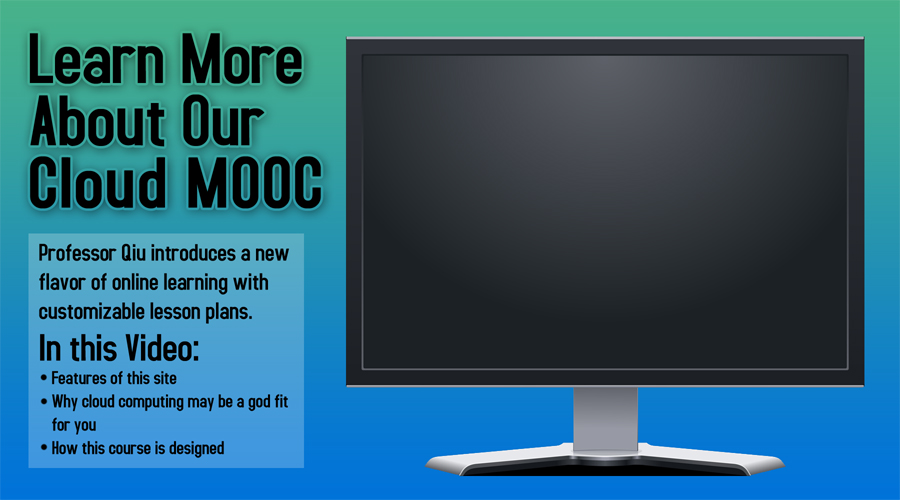 Learn More
About Our
Cloud MOOC
Professor Qiu introduces a new
flavor of online learning with
customizable lesson plans.
In this Video:
• Features of this site
• Why cloud computing may be a god fit
for you
• How this course is designed